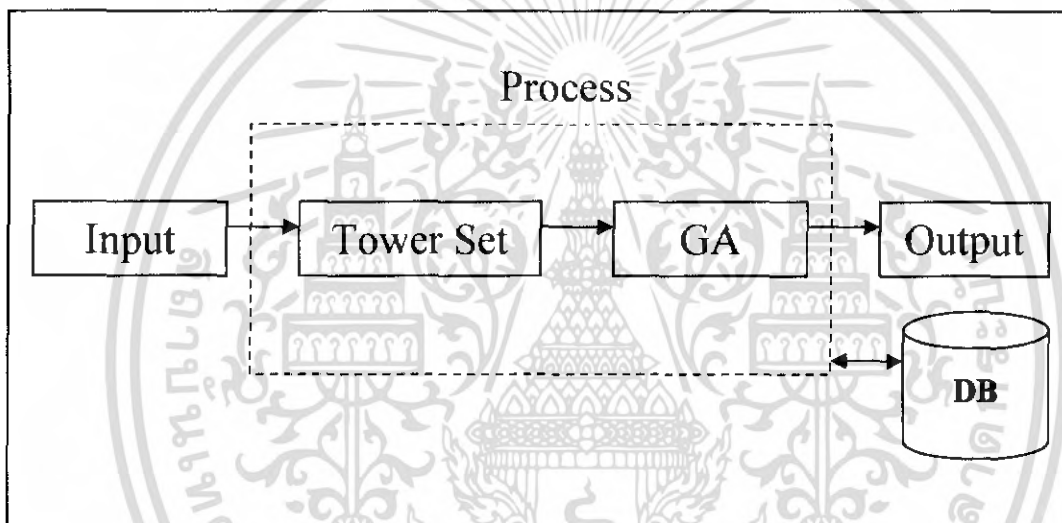 Process
Input
Tower Set
GA
Output
DB